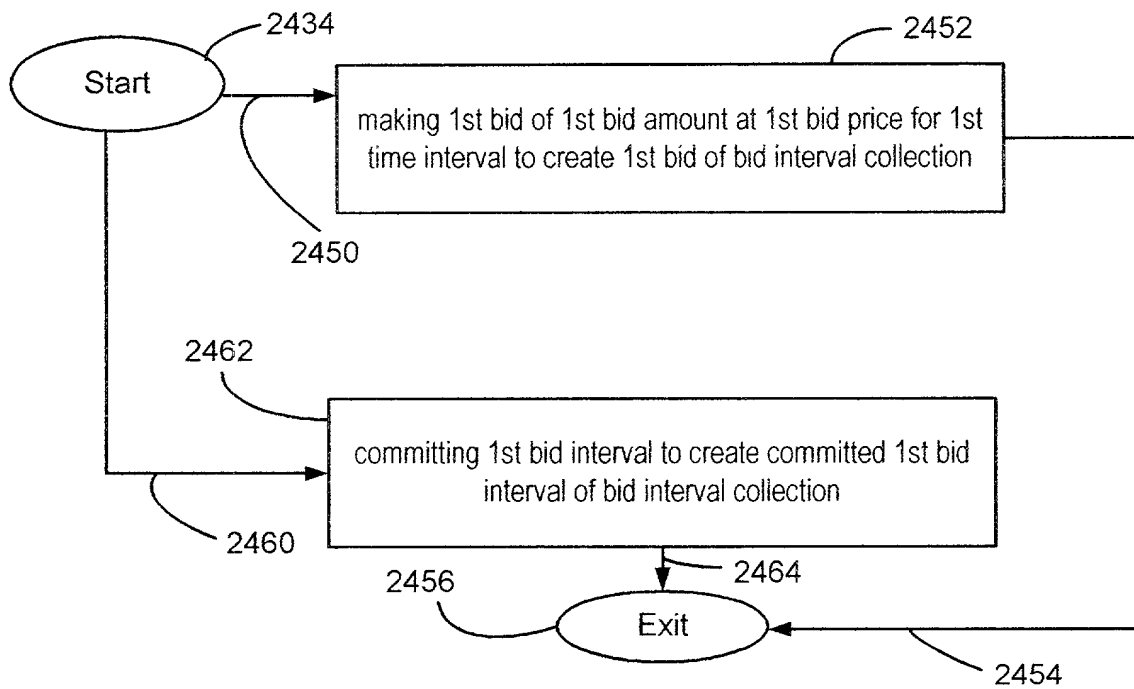 2434
Start
2452
making 1st bid of 1st bid amount at 1st bid price for 1st
time interval to create 1st bid of bid interval collection
2450
2462
committing 1st bid interval to create committed 1st bid
interval of bid interval collection
2460
2464
2456
Exit
2454